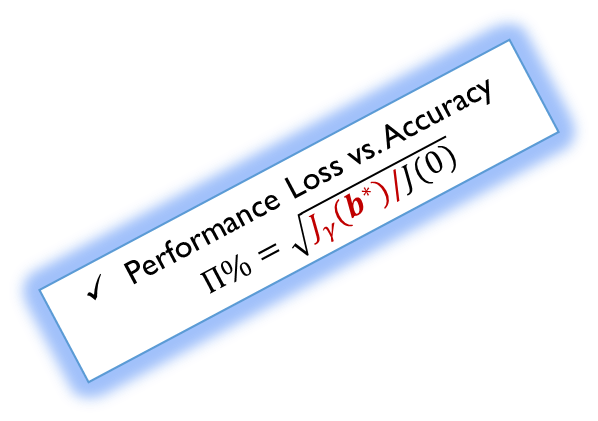 ✓ Performance Loss vs. Accuracy
Π% = √J_γ(b*)/J(0)